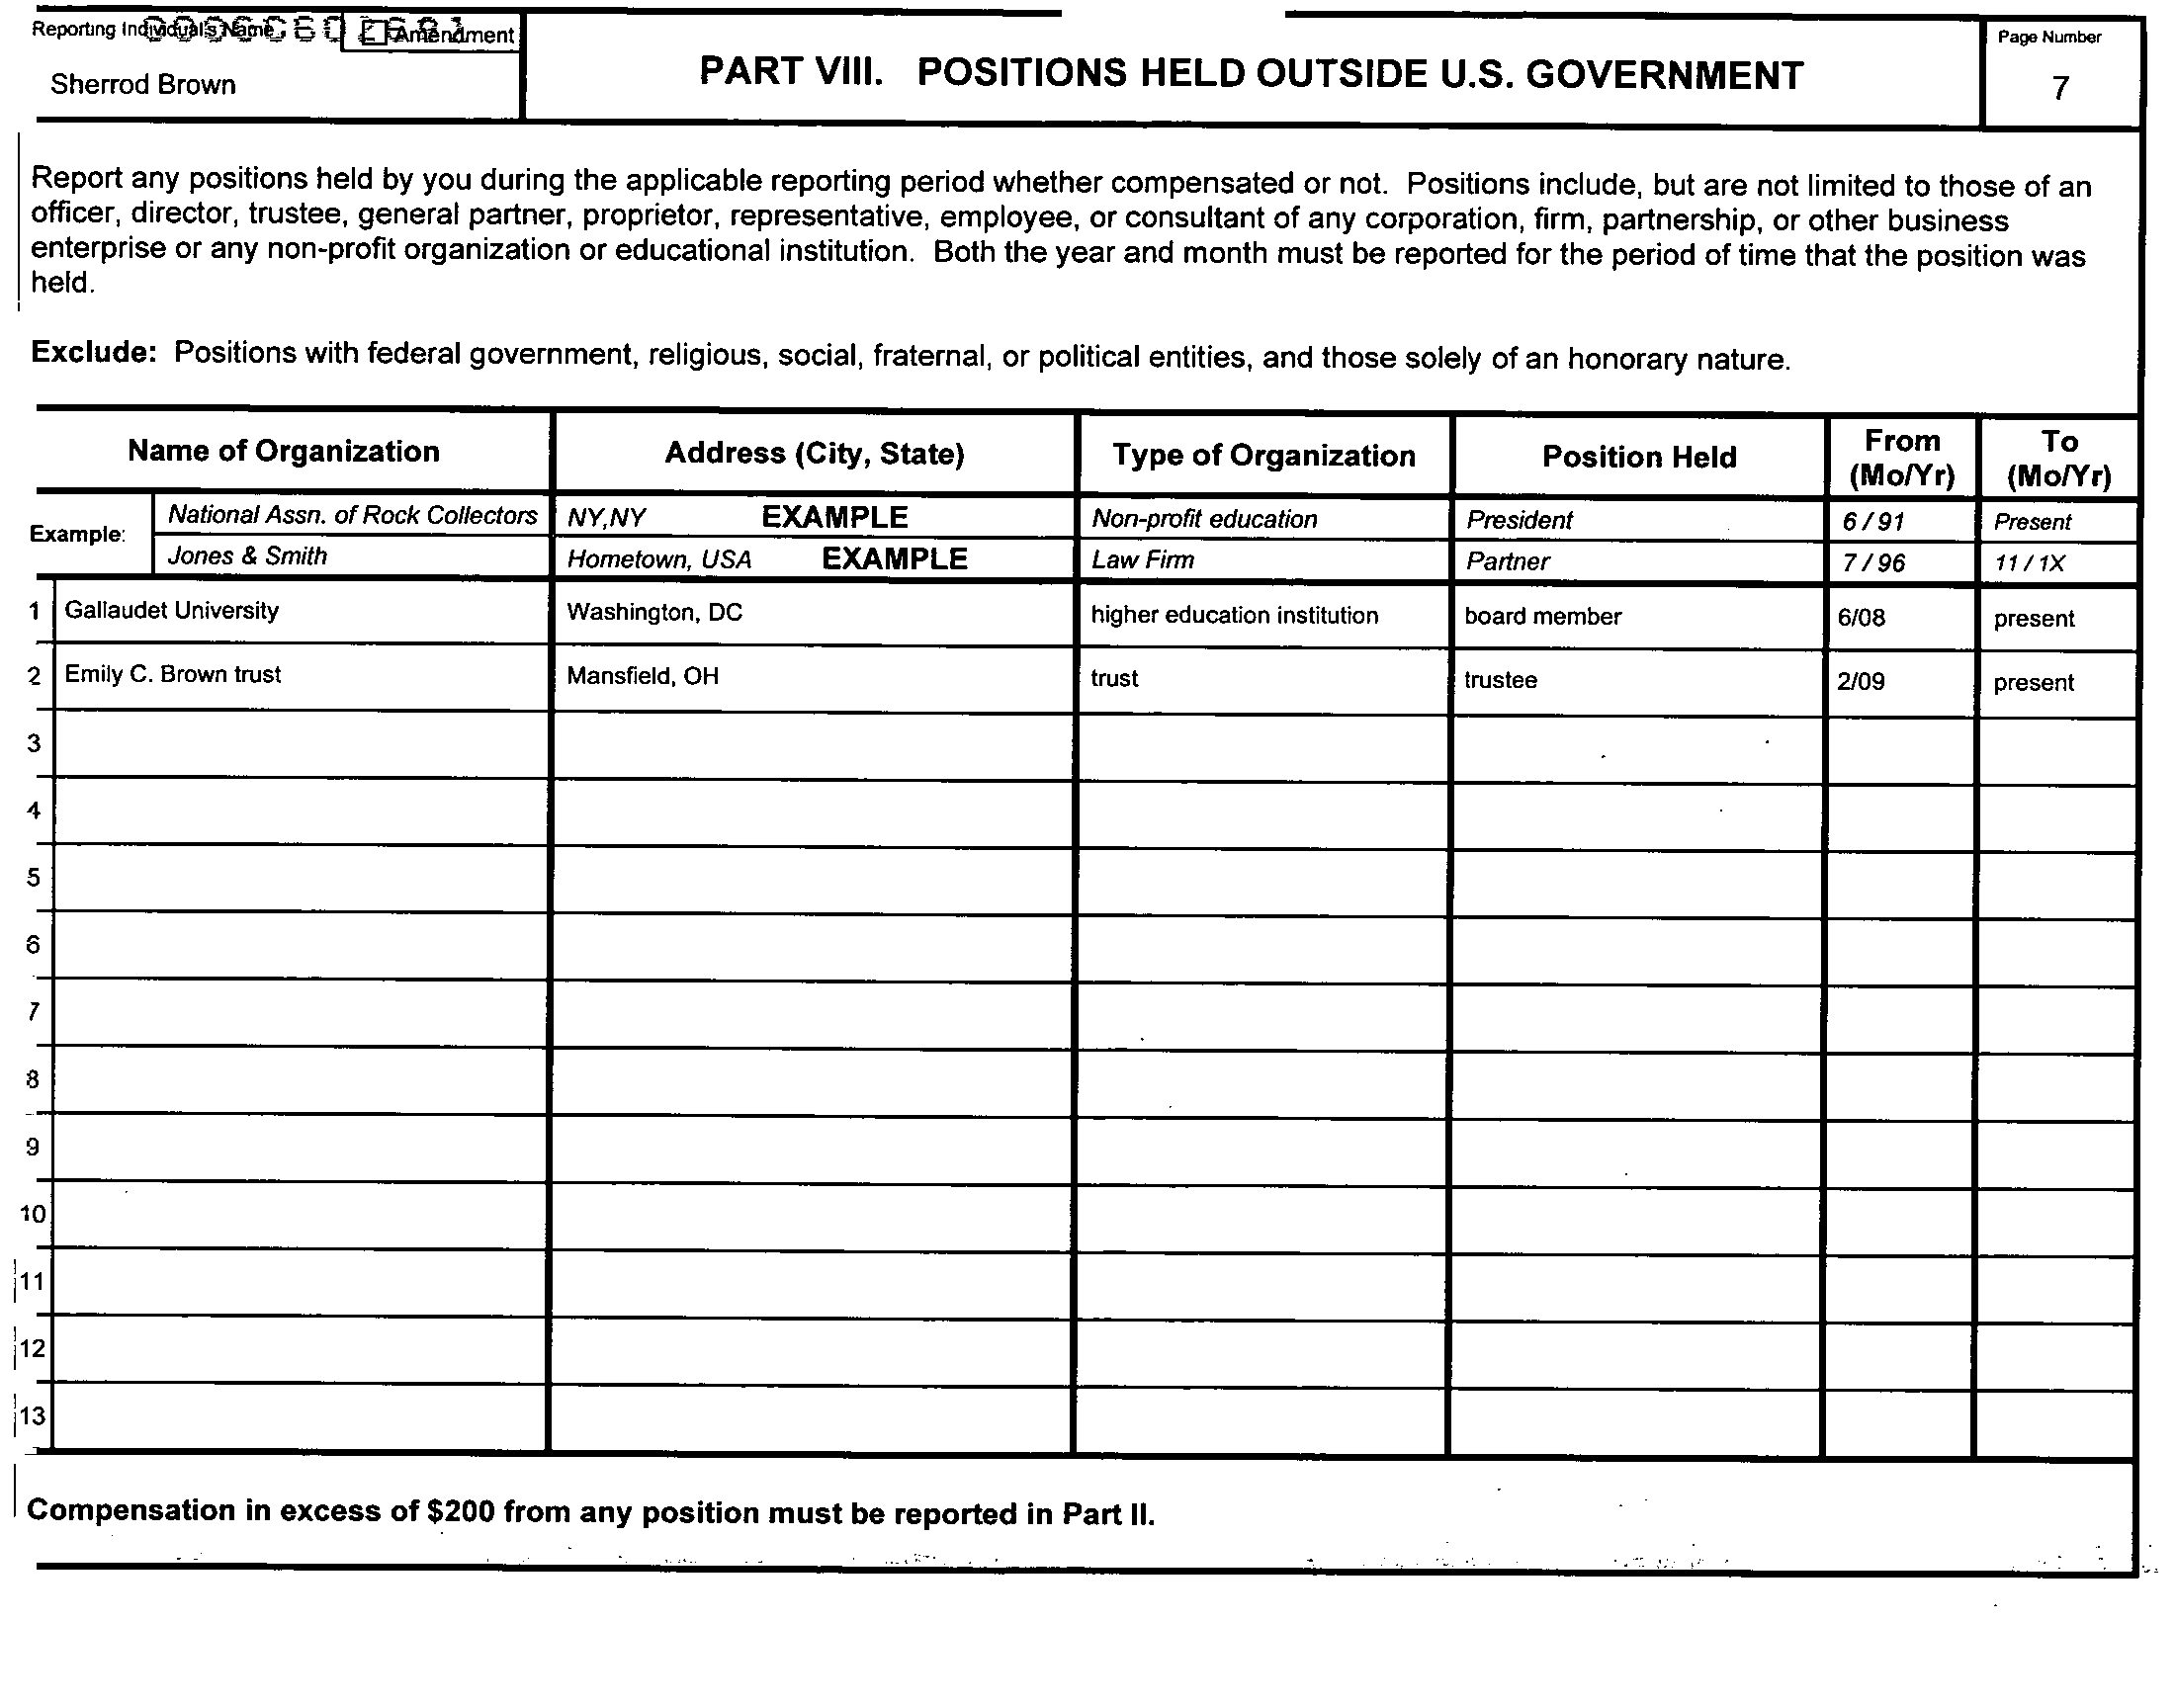 Reporting Individual's Name Amendment
Sherrod Brown
PART VIII. POSITIONS HELD OUTSIDE U.S. GOVERNMENT
Page Number
7
Report any positions held by you during the applicable reporting period whether compensated or not. Positions include, but are not limited to those of an
officer, director, trustee, general partner, proprietor, representative, employee, or consultant of any corporation, firm, partnership, or other business
enterprise or any non-profit organization or educational institution. Both the year and month must be reported for the period of time that the position was
held.
Exclude: Positions with federal government, religious, social, fraternal, or political entities, and those solely of an honorary nature.
Name of Organization Address (City, State) Type of Organization Position Held From (Mo/Yr) To (Mo/Yr)
Example: National Assn. of Rock Collectors NY,NY EXAMPLE Non-profit education President 6 / 91 Present
Jones & Smith Hometown, USA EXAMPLE Law Firm Partner 7 / 96 11 / 1X
1 Gallaudet University Washington, DC higher education institution board member 6/08 present
2 Emily C. Brown trust Mansfield, OH trust trustee 2/09 present
3
4
5
6
7
8
9
10
11
12
13
Compensation in excess of $200 from any position must be reported in Part II.